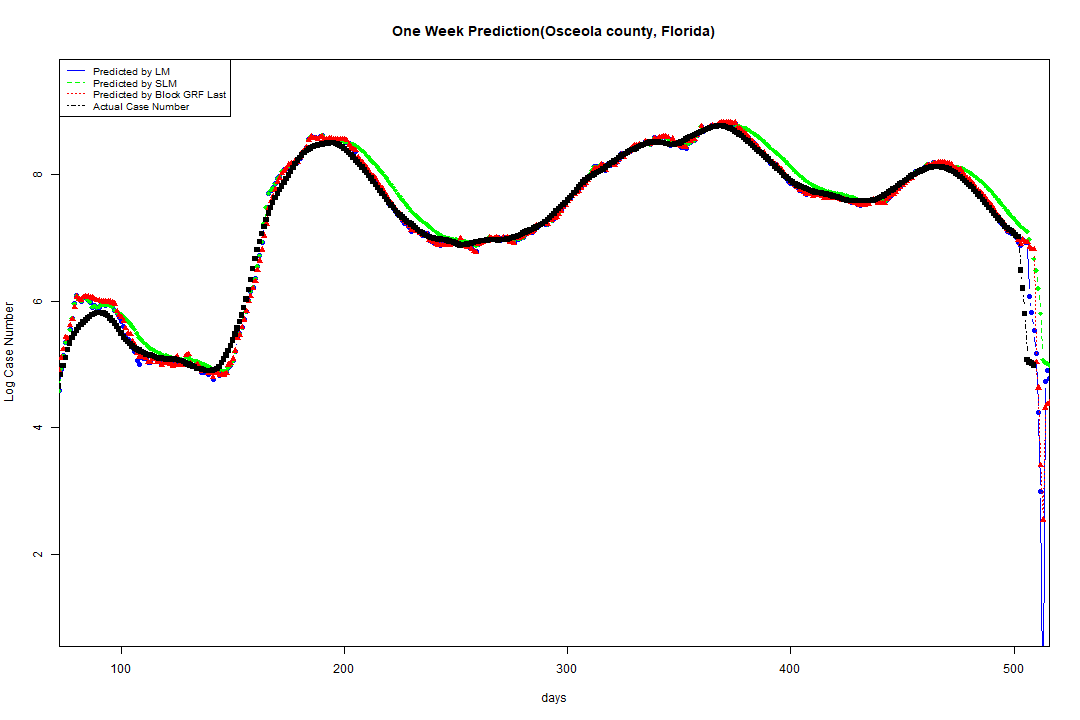 One Week Prediction(Osceola county, Florida)
Predicted by LM
Predicted by SLM
Predicted by Block GRF Last
Actual Case Number
Log Case Number
8
6
4
2
100 200 300 400 500
days